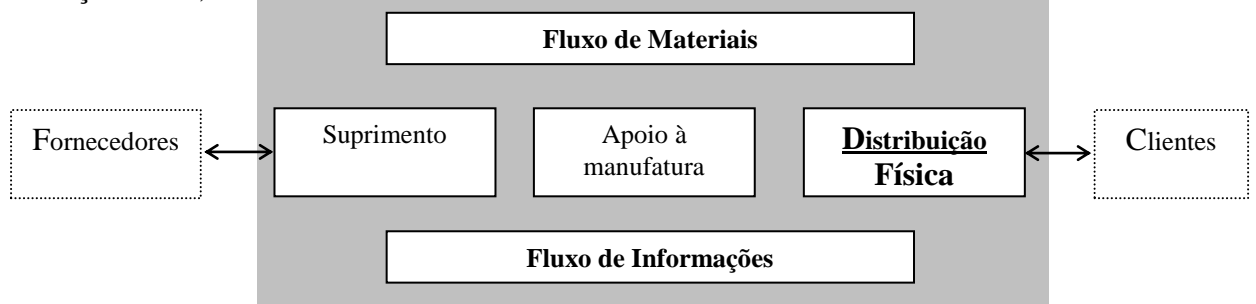 Fluxo de Materiais
Fornecedores
Suprimento
Apoio à
manufatura
Distribuição
Física
Clientes
Fluxo de Informações